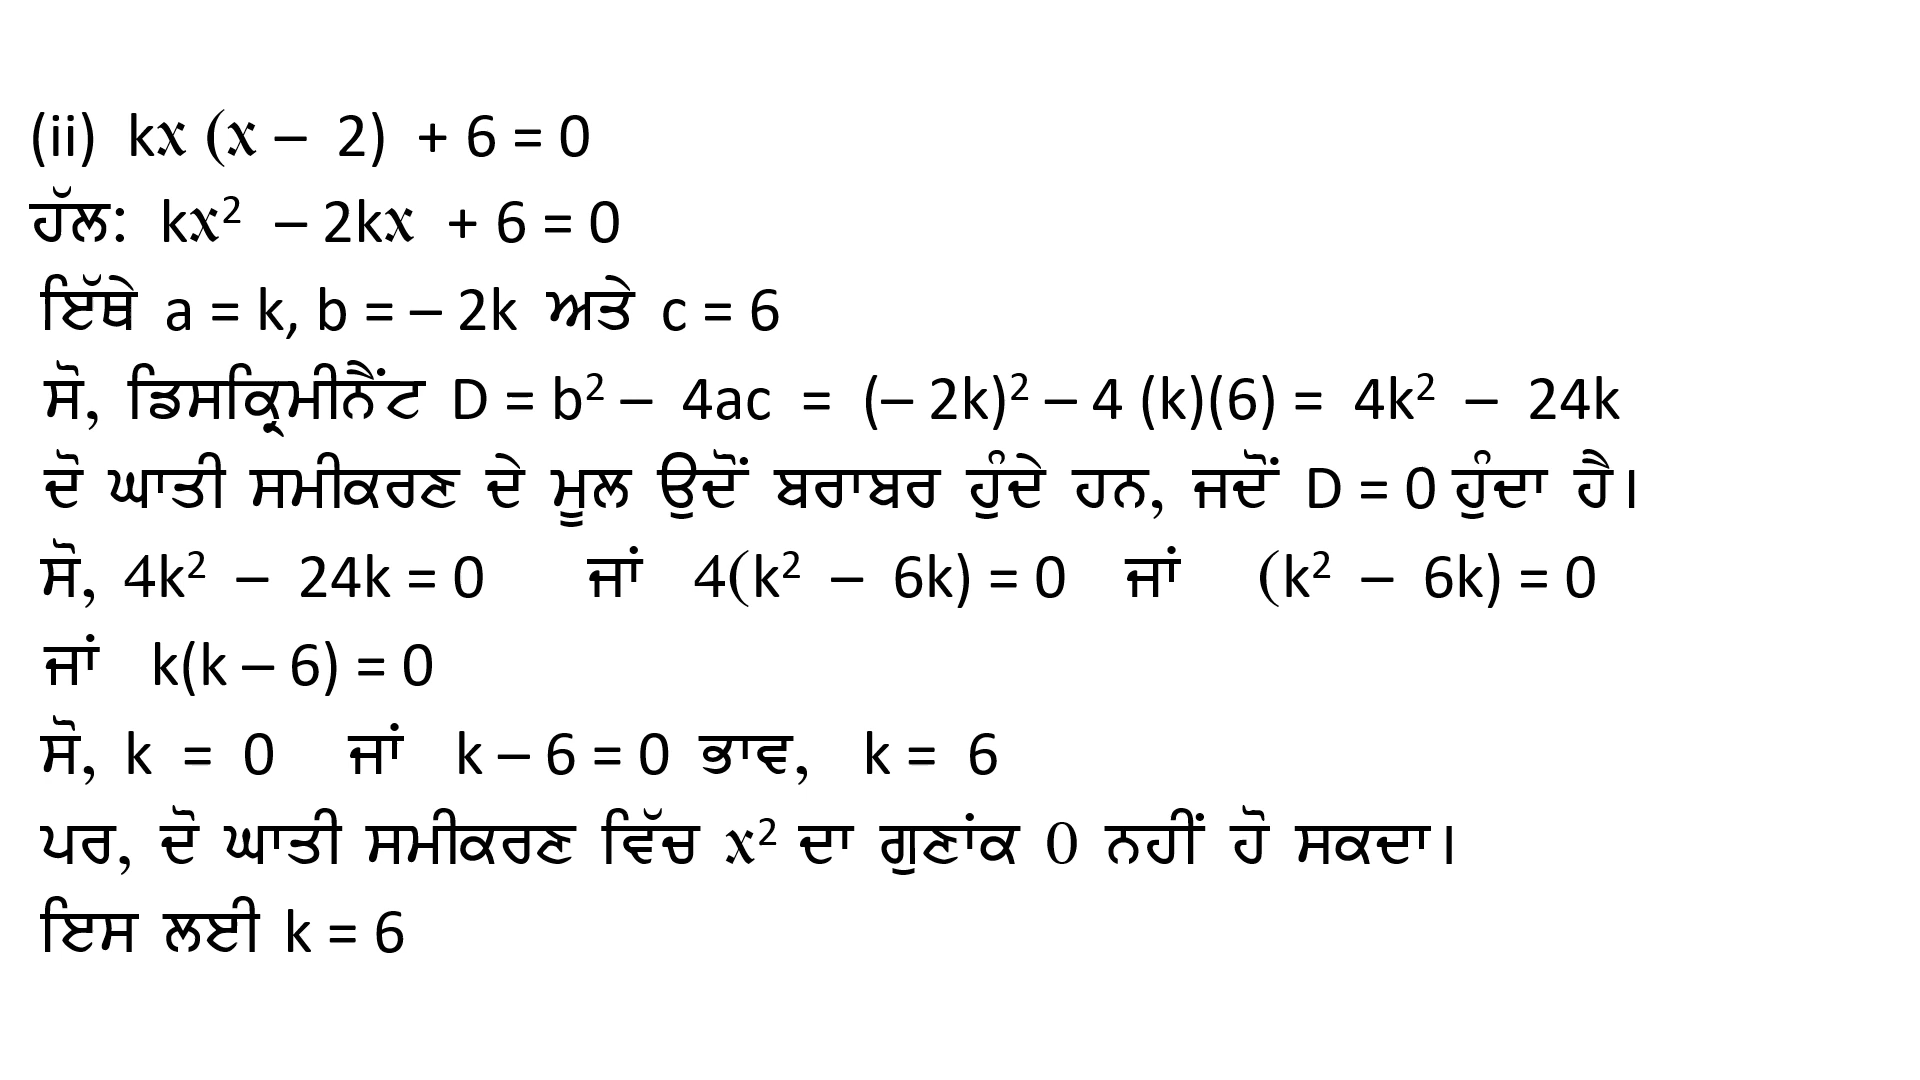 (ii) kx (x – 2) + 6 = 0
ਹੱਲ: kx² – 2kx + 6 = 0
ਇੱਥੇ a = k, b = – 2k ਅਤੇ c = 6
ਸੋ, ਡਿਸਕ੍ਰਿਮੀਨੈਂਟ D = b² – 4ac = (– 2k)² – 4 (k)(6) = 4k² – 24k
ਦੋ ਘਾਤੀ ਸਮੀਕਰਣ ਦੇ ਮੂਲ ਉਦੋਂ ਬਰਾਬਰ ਹੁੰਦੇ ਹਨ, ਜਦੋਂ D = 0 ਹੁੰਦਾ ਹੈ।
ਸੋ, 4k² – 24k = 0 ਜਾਂ 4(k² – 6k) = 0 ਜਾਂ (k² – 6k) = 0
ਜਾਂ k(k – 6) = 0
ਸੋ, k = 0 ਜਾਂ k – 6 = 0 ਭਾਵ, k = 6
ਪਰ, ਦੋ ਘਾਤੀ ਸਮੀਕਰਣ ਵਿੱਚ x² ਦਾ ਗੁਣਾਂਕ 0 ਨਹੀਂ ਹੋ ਸਕਦਾ।
ਇਸ ਲਈ k = 6